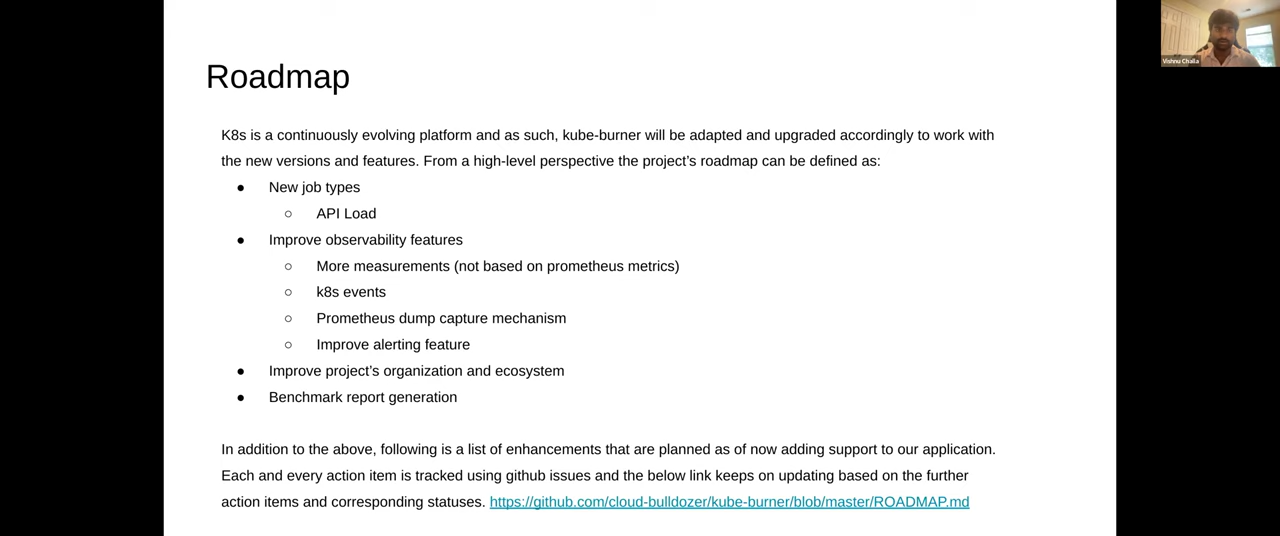 Vishnu Challa
Roadmap
K8s is a continuously evolving platform and as such, kube-burner will be adapted and upgraded accordingly to work with
the new versions and features. From a high-level perspective the project's roadmap can be defined as:
● New job types
○ API Load
● Improve observability features
○ More measurements (not based on prometheus metrics)
○ k8s events
○ Prometheus dump capture mechanism
○ Improve alerting feature
● Improve project's organization and ecosystem
● Benchmark report generation
In addition to the above, following is a list of enhancements that are planned as of now adding support to our application.
Each and every action item is tracked using github issues and the below link keeps on updating based on the further
action items and corresponding statuses. https://github.com/cloud-bulldozer/kube-burner/blob/master/ROADMAP.md